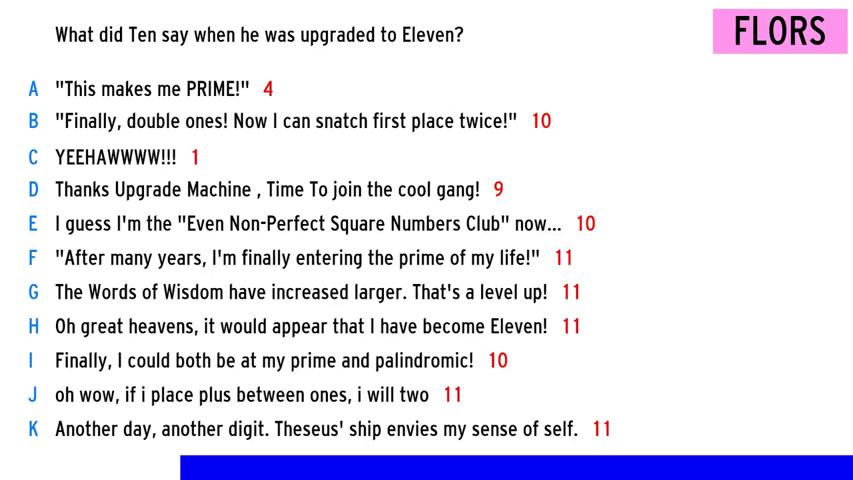 What did Ten say when he was upgraded to Eleven?
FLORS
A "This makes me PRIME!" 4
B "Finally, double ones! Now I can snatch first place twice!" 10
C YEEHAWWWW!!! 1
D Thanks Upgrade Machine , Time To join the cool gang! 9
E I guess I'm the "Even Non-Perfect Square Numbers Club" now... 10
F "After many years, I'm finally entering the prime of my life!" 11
G The Words of Wisdom have increased larger. That's a level up! 11
H Oh great heavens, it would appear that I have become Eleven! 11
I Finally, I could both be at my prime and palindromic! 10
J oh wow, if i place plus between ones, i will two 11
K Another day, another digit. Theseus' ship envies my sense of self. 11